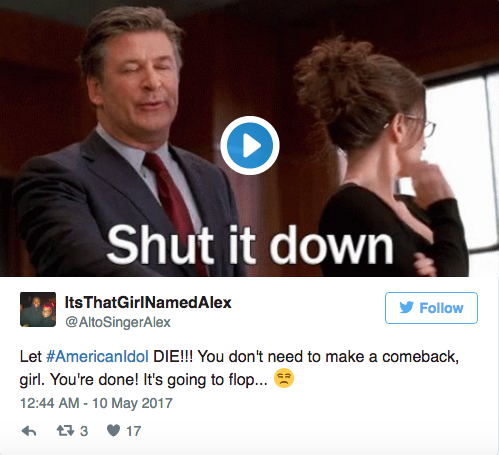 Shut it down
ItsThatGirlNamedAlex
Follow
@AltoSingerAlex
Let #AmericanIdol DIE!!! You don't need to make a comeback,
girl. You're done! It's going to flop... 😒
12:44 AM - 10 May 2017
3 17